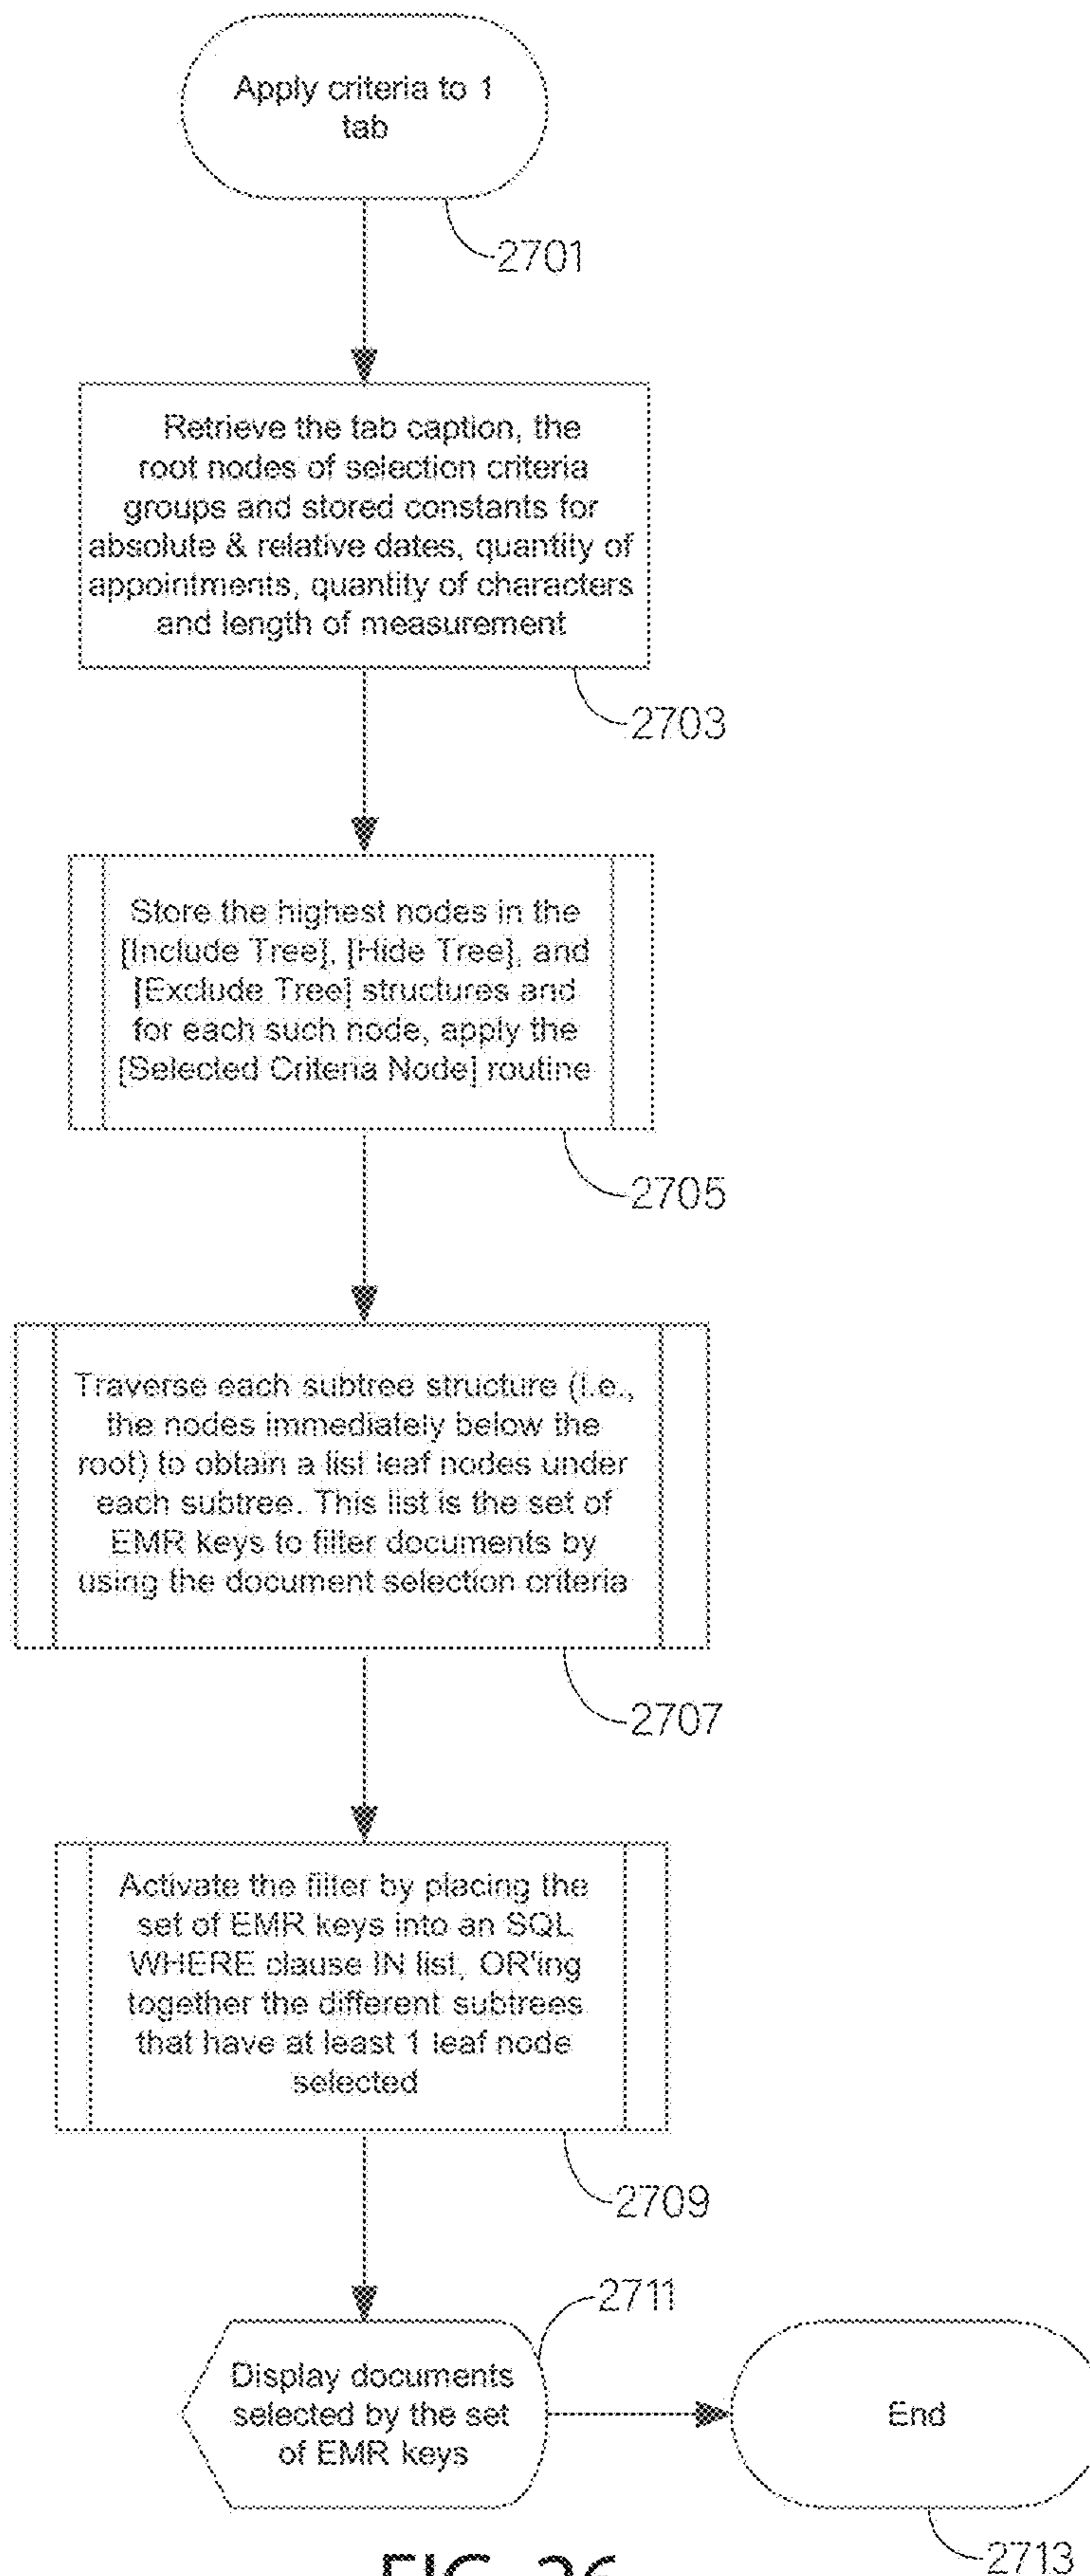 Apply criteria to 1
tab
2701
Retrieve the tab caption, the
root nodes of selection criteria
groups and stored constants for
absolute & relative dates, quantity of
appointments, quantity of characters
and length of measurement
2703
Store the highest nodes in the
[Include Tree], [Hide Tree], and
[Exclude Tree] structures and
for each such node, apply the
[Selected Criteria Node] routine
2705
Traverse each subtree structure (i.e.,
the nodes immediately below the
root) to obtain a list leaf nodes under
each subtree. This list is the set of
EMR keys to filter documents by
using the document selection criteria
2707
Activate the filter by placing the
set of EMR keys into an SQL
WHERE clause IN list, OR'ing
together the different subtrees
that have at least 1 leaf node
selected
2709
2711
Display documents
selected by the set
of EMR keys
End
2713
FIG. 26